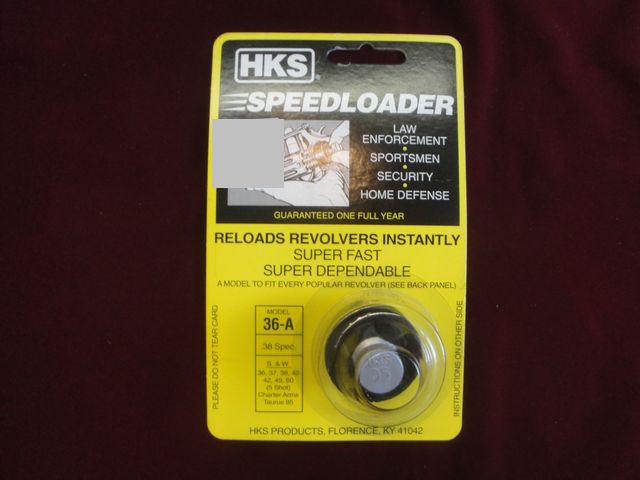 HKS
SPEEDLOADER
LAW
ENFORCEMENT
SPORTSMEN
SECURITY
HOME DEFENSE
GUARANTEED ONE FULL YEAR
RELOADS REVOLVERS INSTANTLY
SUPER FAST
SUPER DEPENDABLE
A MODEL TO FIT EVERY POPULAR REVOLVER (SEE BACK PANEL)
PLEASE DO NOT TEAR CARD
MODEL
36-A
.38 Spec.
S. & W.
36, 37, 38, 40
42, 49, 60
(5 Shot)
Charter Arms
Taurus 85
INSTRUCTIONS ON OTHER SIDE
HKS PRODUCTS, FLORENCE, KY 41042